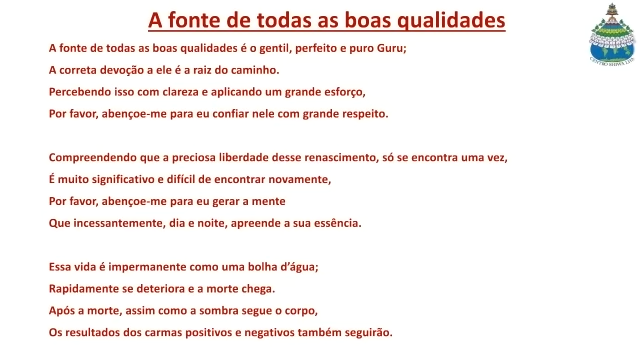 A fonte de todas as boas qualidades
A fonte de todas as boas qualidades é o gentil, perfeito e puro Guru;
A correta devoção a ele é a raiz do caminho.
Percebendo isso com clareza e aplicando um grande esforço,
Por favor, abençoe-me para eu confiar nele com grande respeito.
Compreendendo que a preciosa liberdade desse renascimento, só se encontra uma vez,
É muito significativo e difícil de encontrar novamente,
Por favor, abençoe-me para eu gerar a mente
Que incessantemente, dia e noite, apreende a sua essência.
Essa vida é impermanente como uma bolha d’água;
Rapidamente se deteriora e a morte chega.
Após a morte, assim como a sombra segue o corpo,
Os resultados dos carmas positivos e negativos também seguirão.